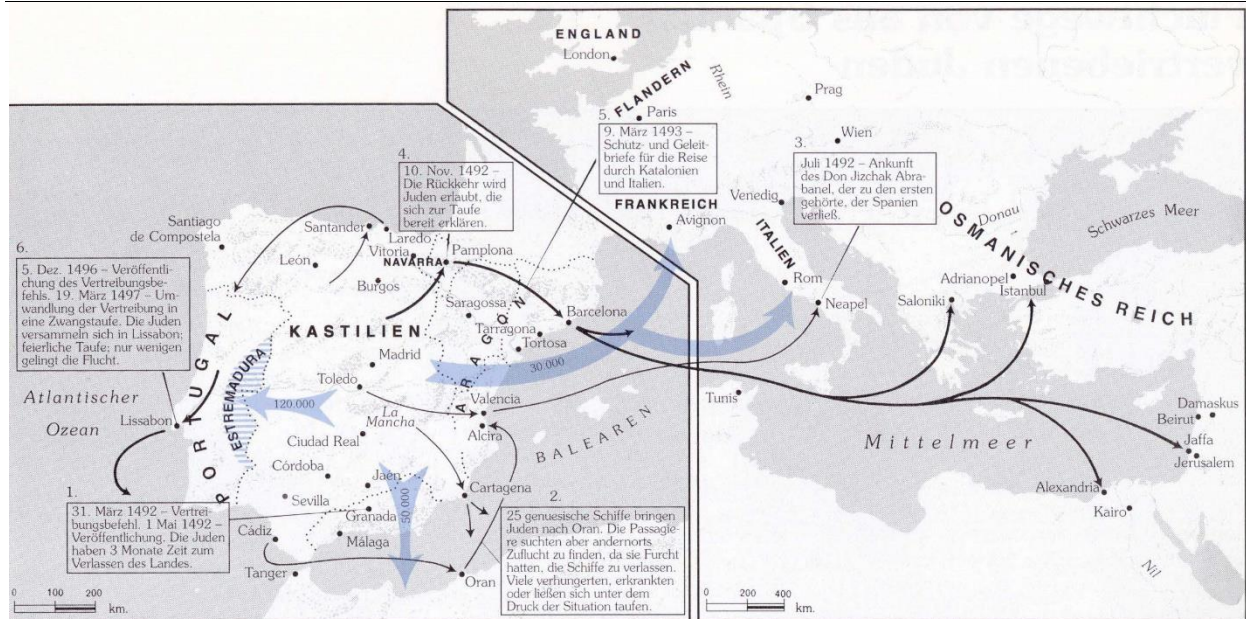 ENGLAND
London
FLANDERN
Rhein
Paris
Prag
Wien
5.
9. März 1493 –
Schutz- und Geleit-
briefe für die Reise
durch Katalonien
und Italien.
3.
Juli 1492 – Ankunft
des Don Jizchak Abra-
banel, der zu den ersten
gehörte, der Spanien
verließ.
4.
10. Nov. 1492 –
Die Rückkehr wird
Juden erlaubt, die
sich zur Taufe
bereit erklären.
FRANKREICH
Avignon
Venedig
ITALIEN
Rom
Neapel
OSMANISCHES REICH
Donau
Schwarzes Meer
Adrianopel
Istanbul
Saloniki
Santiago
de Compostela
Santander
Laredo
Vitoria
Pamplona
NAVARRA
León
Burgos
6.
5. Dez. 1496 – Veröffentli-
chung des Vertreibungsbe-
fehls. 19. März 1497 – Um-
wandlung der Vertreibung in
eine Zwangstaufe. Die Juden
versammeln sich in Lissabon;
feierliche Taufe; nur wenigen
gelingt die Flucht.
Saragossa
Barcelona
KASTILIEN
Tarragona
Tortosa
ARAGÓN
30.000
PORTUGAL
Madrid
Toledo
ESTREMADURA
120.000
Atlantischer
Ozean
Lissabon
La
Mancha
Valencia
Alcira
BALEAREN
Ciudad Real
Tunis
Mittelmeer
Damaskus
Beirut
Jaffa
Jerusalem
Alexandria
Kairo
Nil
Córdoba
Jaén
Sevilla
Cartagena
Granada
50.000
Málaga
Cádiz
Tanger
Oran
1.
31. März 1492 – Vertrei-
bungsbefehl. 1 Mai 1492 –
Veröffentlichung. Die Juden
haben 3 Monate Zeit zum
Verlassen des Landes.
2.
25 genuesische Schiffe bringen
Juden nach Oran. Die Passagie-
re suchten aber andernorts
Zuflucht zu finden, da sie Furcht
hatten, die Schiffe zu verlassen.
Viele verhungerten, erkrankten
oder ließen sich unter dem
Druck der Situation taufen.
0 100 200
km.
0 200 400
km.